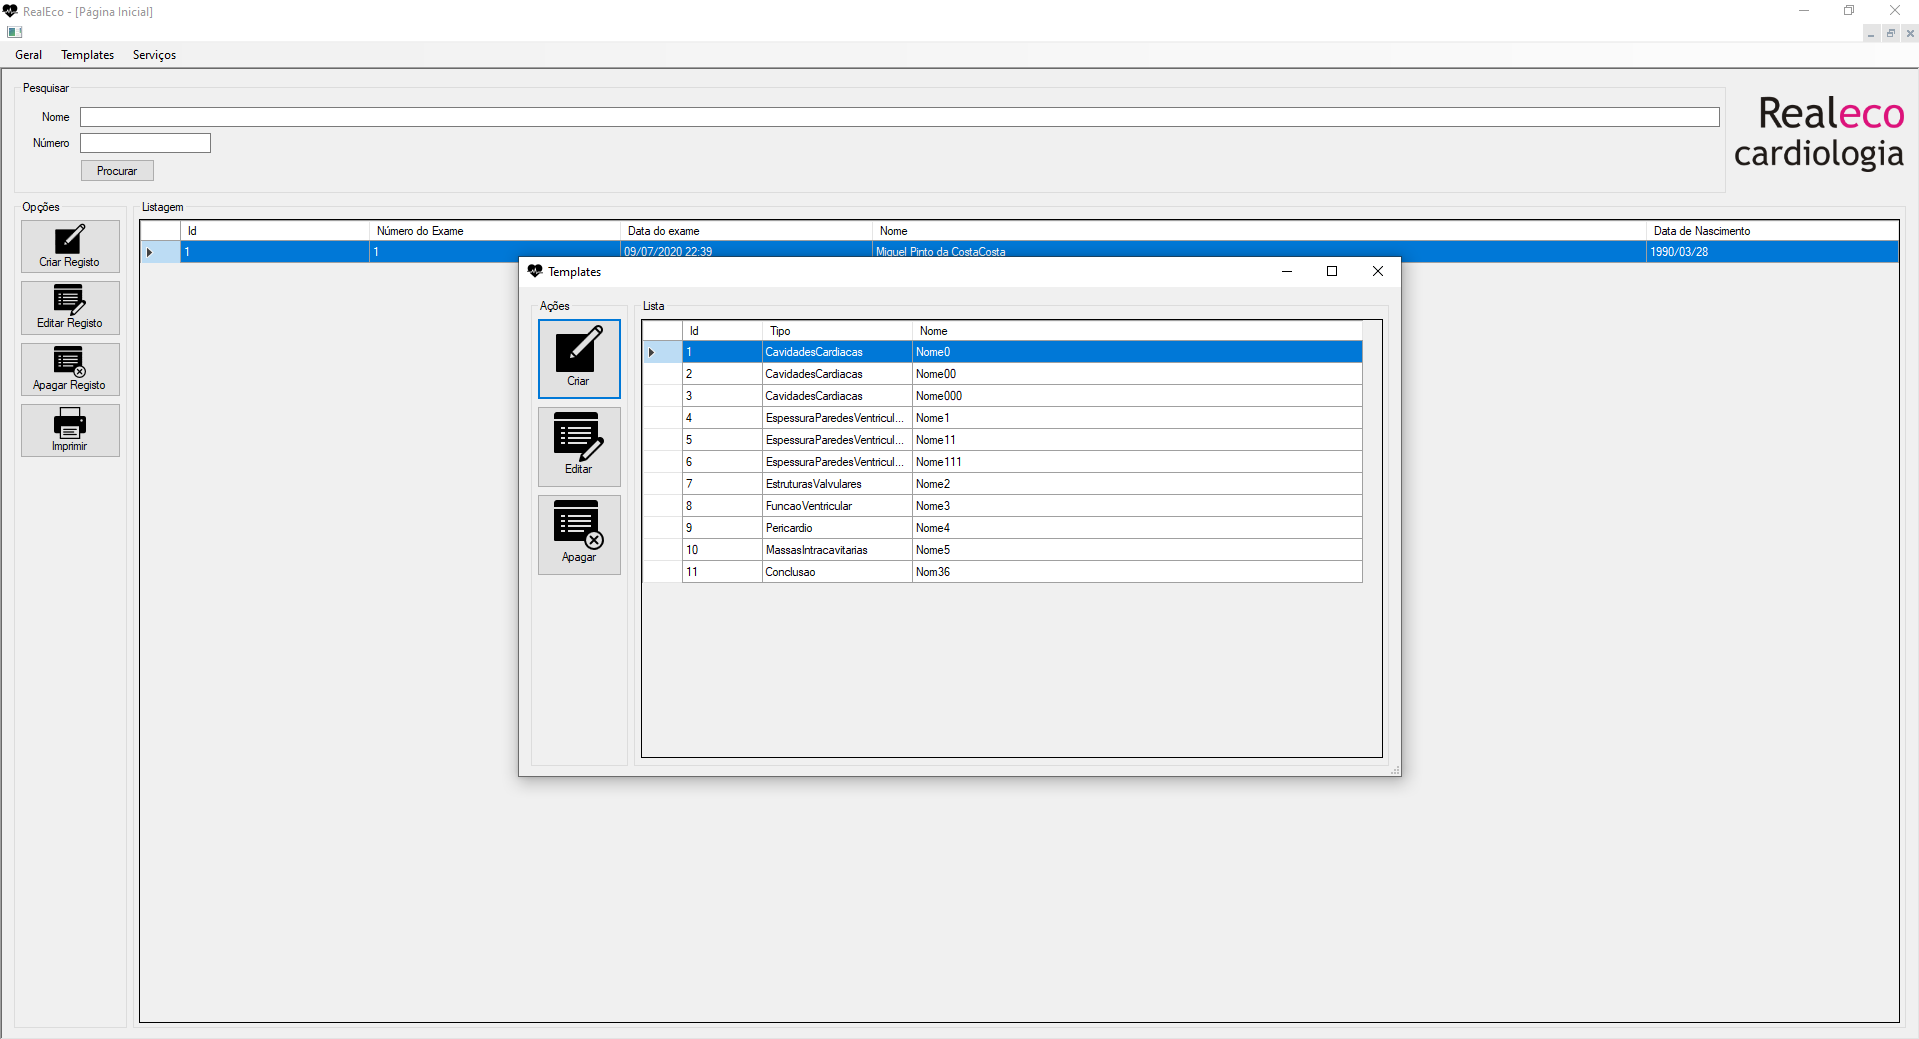 RealEco - [Página Inicial]
Geral Templates Serviços
Pesquisar
Nome
Número
Procurar
Realeco
cardiologia
Opções
Criar Registo
Editar Registo
Apagar Registo
Imprimir
Listagem
Id Número do Exame Data do exame Nome Data de Nascimento
1 1 09/07/2020 22:39 Miguel Pinto da CostaCosta 1990/03/28
Templates
Ações
Criar
Editar
Apagar
Lista
Id Tipo Nome
1 CavidadesCardiacas Nome0
2 CavidadesCardiacas Nome00
3 CavidadesCardiacas Nome000
4 EspessuraParedesVentricul... Nome1
5 EspessuraParedesVentricul... Nome11
6 EspessuraParedesVentricul... Nome111
7 EstruturasValvulares Nome2
8 FuncaoVentricular Nome3
9 Pericardio Nome4
10 MassasIntracavitarias Nome5
11 Conclusao Nom36